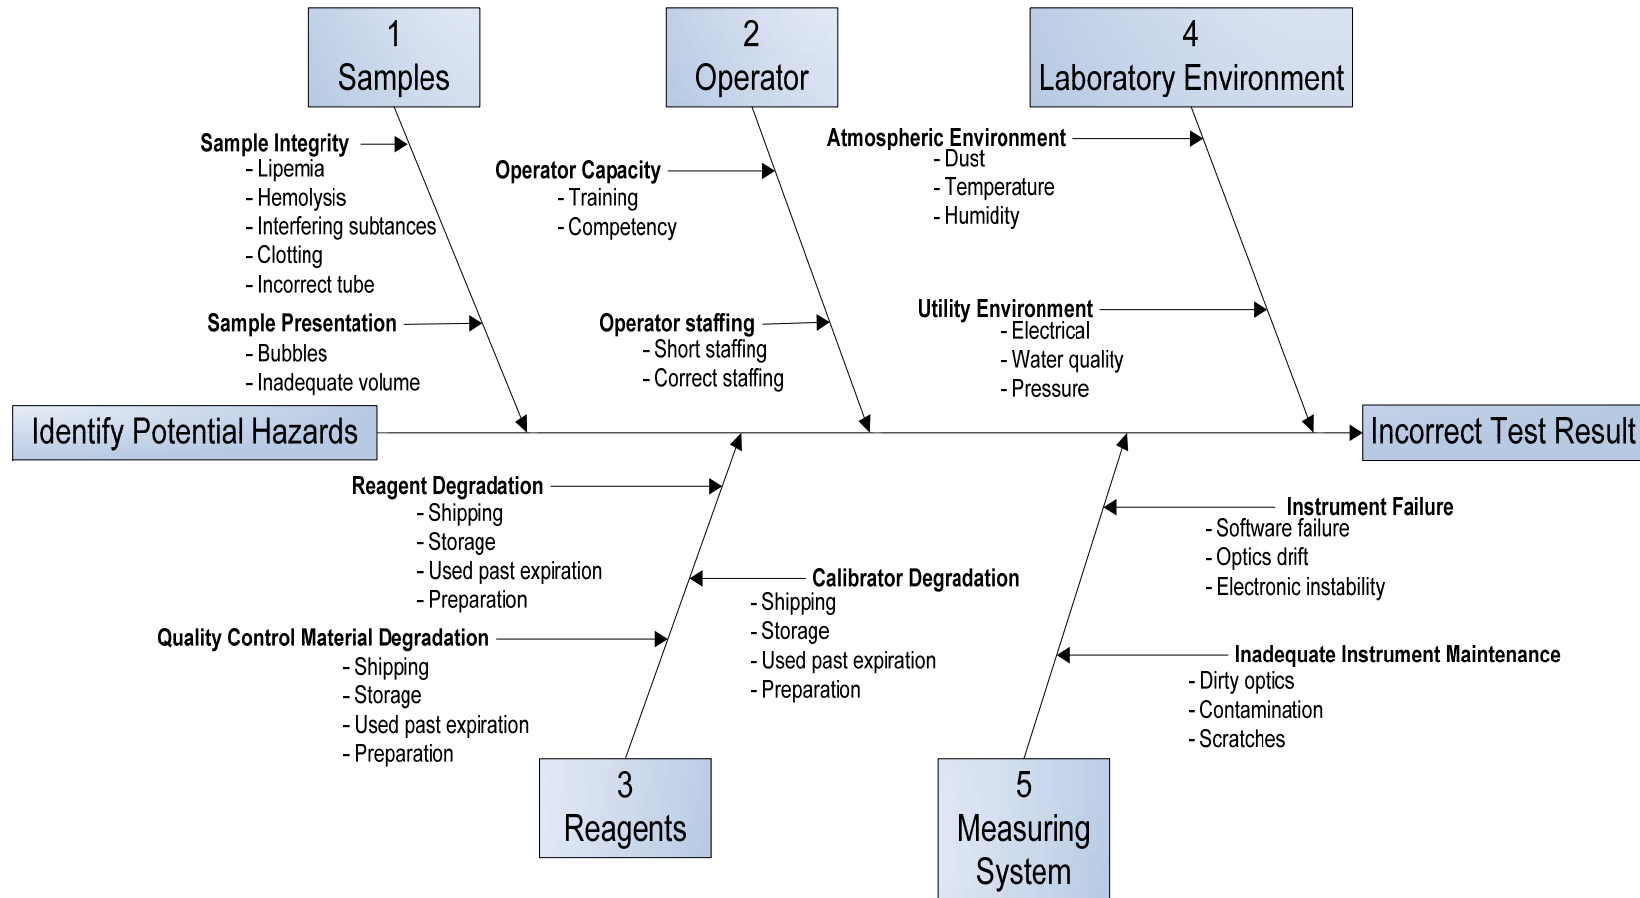 1
Samples
Sample Integrity
- Lipemia
- Hemolysis
- Interfering subtances
- Clotting
- Incorrect tube
Sample Presentation
- Bubbles
- Inadequate volume
2
Operator
Operator Capacity
- Training
- Competency
Operator staffing
- Short staffing
- Correct staffing
4
Laboratory Environment
Atmospheric Environment
- Dust
- Temperature
- Humidity
Utility Environment
- Electrical
- Water quality
- Pressure
Identify Potential Hazards
Incorrect Test Result
Reagent Degradation
- Shipping
- Storage
- Used past expiration
- Preparation
Quality Control Material Degradation
- Shipping
- Storage
- Used past expiration
- Preparation
Calibrator Degradation
- Shipping
- Storage
- Used past expiration
- Preparation
3
Reagents
Instrument Failure
- Software failure
- Optics drift
- Electronic instability
Inadequate Instrument Maintenance
- Dirty optics
- Contamination
- Scratches
5
Measuring
System